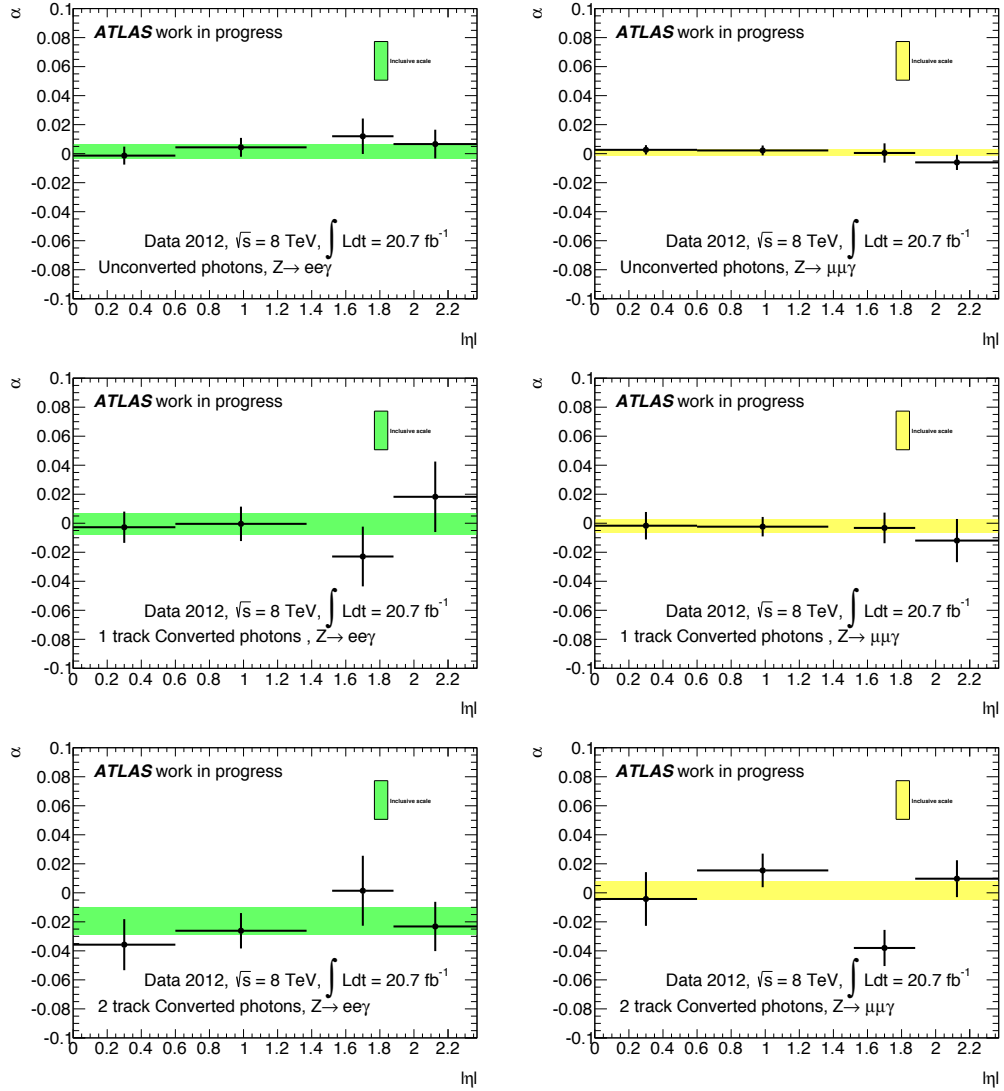 α
0.1
0.08
0.06
0.04
0.02
0
-0.02
-0.04
-0.06
-0.08
-0.1
ATLAS work in progress
Inclusive scale
Data 2012, √s = 8 TeV, ∫ Ldt = 20.7 fb⁻¹
Unconverted photons, Z→ eeγ
0 0.2 0.4 0.6 0.8 1 1.2 1.4 1.6 1.8 2 2.2
|η|
α
0.1
0.08
0.06
0.04
0.02
0
-0.02
-0.04
-0.06
-0.08
-0.1
ATLAS work in progress
Inclusive scale
Data 2012, √s = 8 TeV, ∫ Ldt = 20.7 fb⁻¹
Unconverted photons, Z→ μμγ
0 0.2 0.4 0.6 0.8 1 1.2 1.4 1.6 1.8 2 2.2
|η|
α
0.1
0.08
0.06
0.04
0.02
0
-0.02
-0.04
-0.06
-0.08
-0.1
ATLAS work in progress
Inclusive scale
Data 2012, √s = 8 TeV, ∫ Ldt = 20.7 fb⁻¹
1 track Converted photons , Z→ eeγ
0 0.2 0.4 0.6 0.8 1 1.2 1.4 1.6 1.8 2 2.2
|η|
α
0.1
0.08
0.06
0.04
0.02
0
-0.02
-0.04
-0.06
-0.08
-0.1
ATLAS work in progress
Inclusive scale
Data 2012, √s = 8 TeV, ∫ Ldt = 20.7 fb⁻¹
1 track Converted photons , Z→ μμγ
0 0.2 0.4 0.6 0.8 1 1.2 1.4 1.6 1.8 2 2.2
|η|
α
0.1
0.08
0.06
0.04
0.02
0
-0.02
-0.04
-0.06
-0.08
-0.1
ATLAS work in progress
Inclusive scale
Data 2012, √s = 8 TeV, ∫ Ldt = 20.7 fb⁻¹
2 track Converted photons, Z→ eeγ
0 0.2 0.4 0.6 0.8 1 1.2 1.4 1.6 1.8 2 2.2
|η|
α
0.1
0.08
0.06
0.04
0.02
0
-0.02
-0.04
-0.06
-0.08
-0.1
ATLAS work in progress
Inclusive scale
Data 2012, √s = 8 TeV, ∫ Ldt = 20.7 fb⁻¹
2 track Converted photons, Z→ μμγ
0 0.2 0.4 0.6 0.8 1 1.2 1.4 1.6 1.8 2 2.2
|η|